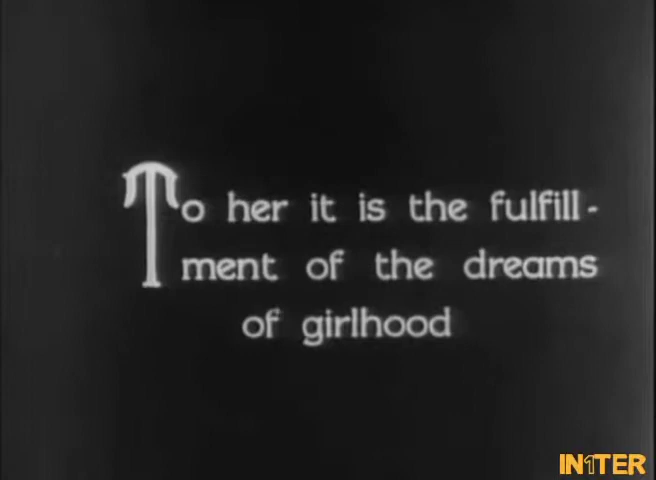 To her it is the fulfill-
ment of the dreams
of girlhood
IN1TER